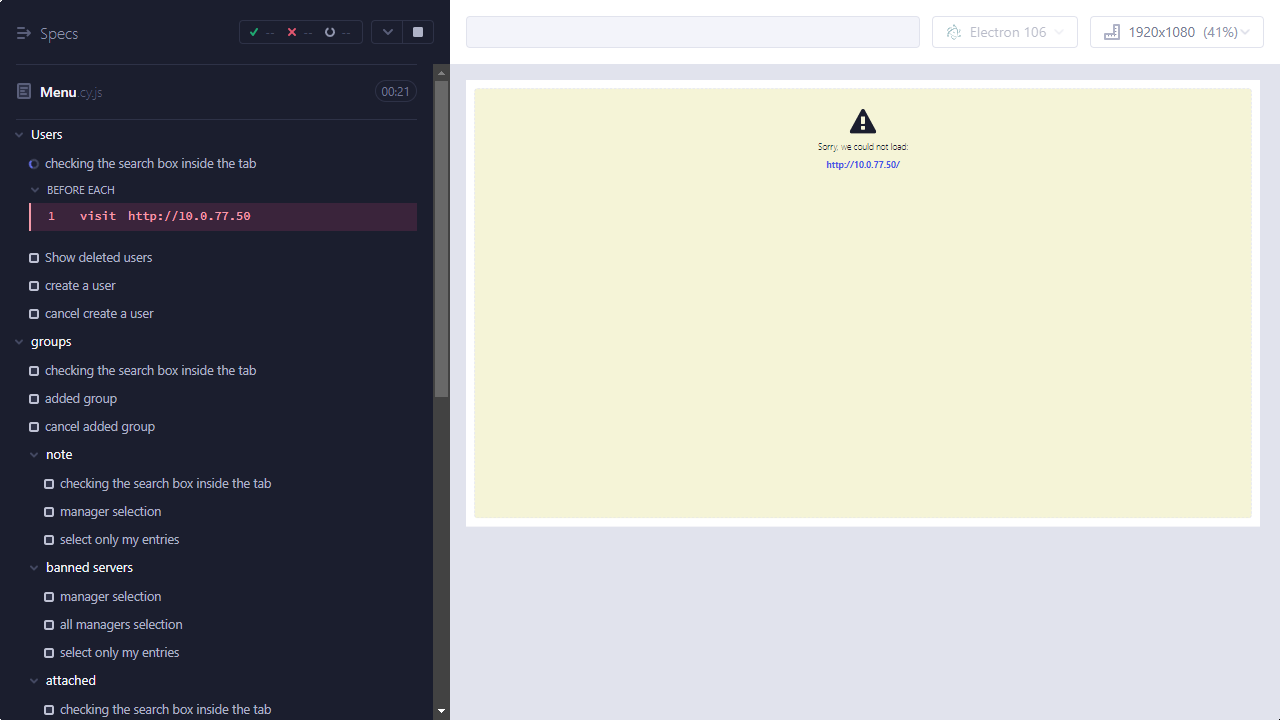 Specs
--
--
--
Electron 106
1920x1080 (41%)
Menu.cy.js
00:21
Users
checking the search box inside the tab
BEFORE EACH
1 visit http://10.0.77.50
Show deleted users
create a user
cancel create a user
groups
checking the search box inside the tab
added group
cancel added group
note
checking the search box inside the tab
manager selection
select only my entries
banned servers
manager selection
all managers selection
select only my entries
attached
checking the search box inside the tab
Sorry, we could not load:
http://10.0.77.50/